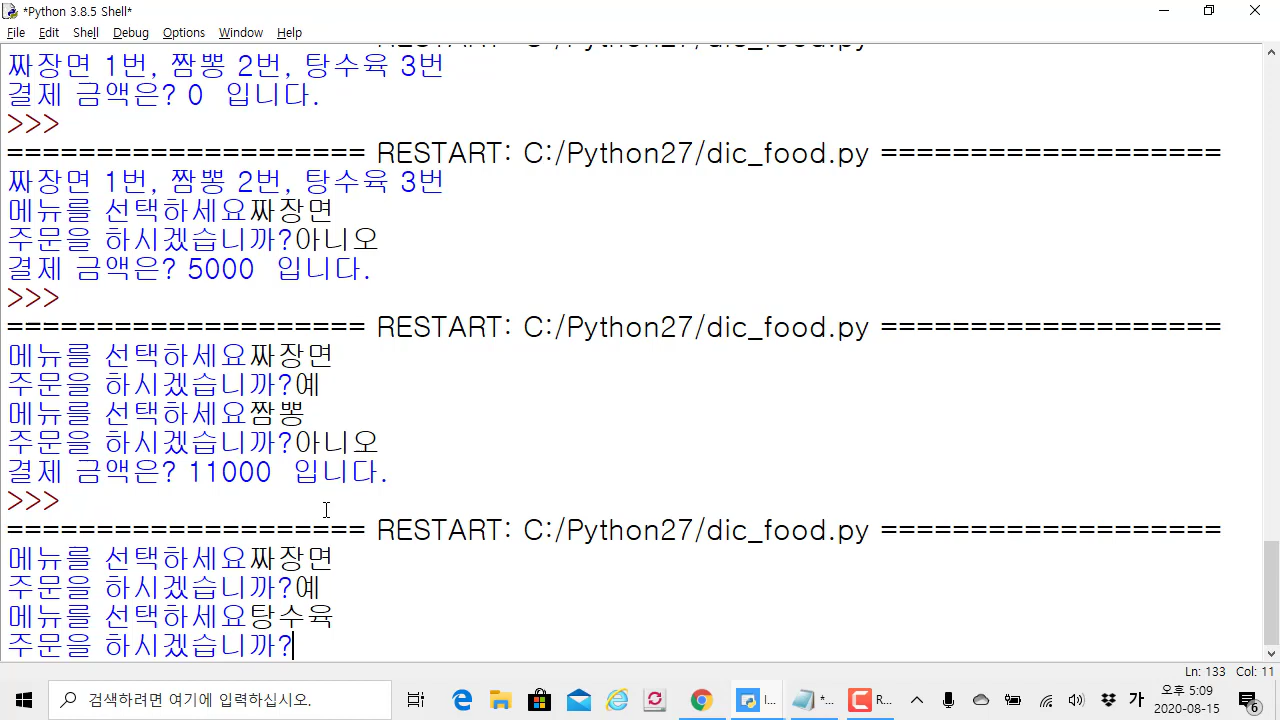 *Python 3.8.5 Shell*
File Edit Shell Debug Options Window Help
RESTART: C:/Python27/dic_food.py
짜장면 1번, 짬뽕 2번, 탕수육 3번
결제 금액은? 0 입니다.
>>>
==================== RESTART: C:/Python27/dic_food.py ===================
짜장면 1번, 짬뽕 2번, 탕수육 3번
메뉴를 선택하세요짜장면
주문을 하시겠습니까?아니오
결제 금액은? 5000 입니다.
>>>
==================== RESTART: C:/Python27/dic_food.py ===================
메뉴를 선택하세요짜장면
주문을 하시겠습니까?예
메뉴를 선택하세요짬뽕
주문을 하시겠습니까?아니오
결제 금액은? 11000 입니다.
>>>
==================== RESTART: C:/Python27/dic_food.py ===================
메뉴를 선택하세요짜장면
주문을 하시겠습니까?예
메뉴를 선택하세요탕수육
주문을 하시겠습니까?
Ln: 133 Col: 11
검색하려면 여기에 입력하십시오.
I... *... R... 가 오후 5:09
2020-08-15 6